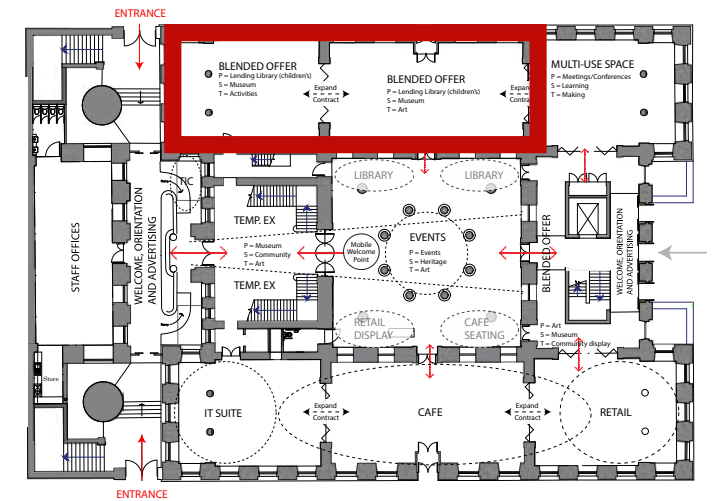 ENTRANCE
BLENDED OFFER
P = Lending Library (children's)
S = Museum
T = Activities
Expand
Contract
BLENDED OFFER
P = Lending Library (children's)
S = Museum
T = Art
Expand
Contra
MULTI-USE SPACE
P = Meetings/Conferences
S = Learning
T = Making
TIC
LIBRARY
LIBRARY
STAFF OFFICES
WELCOME, ORIENTATION
AND ADVERTISING
TEMP. EX
P = Museum
S = Community
T = Art
TEMP. EX
Mobile
Welcome
Point
EVENTS
P = Events
S = Heritage
T = Art
BLENDED OFFER
WELCOME, ORIENTATION
AND ADVERTISING
RETAIL
DISPLAY
CAFE
SEATING
P = Art
S = Museum
T = Community display
Store
IT SUITE
Expand
Contract
CAFE
Expand
Contract
RETAIL
ENTRANCE